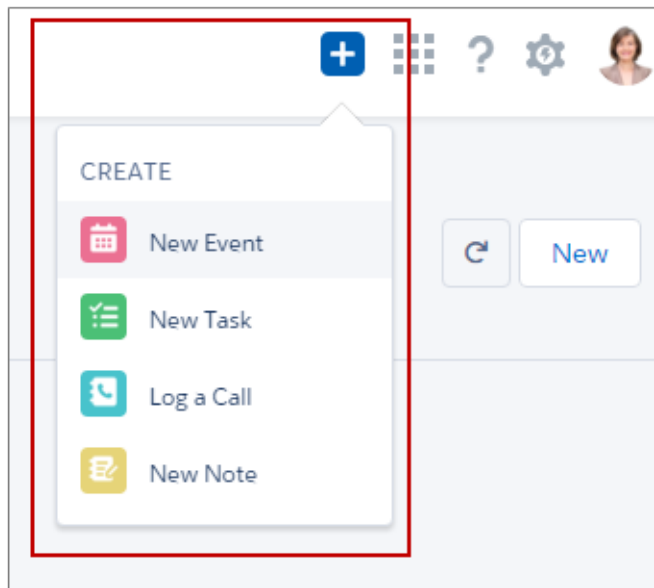 ?
CREATE
New Event
New
New Task
Log a Call
New Note